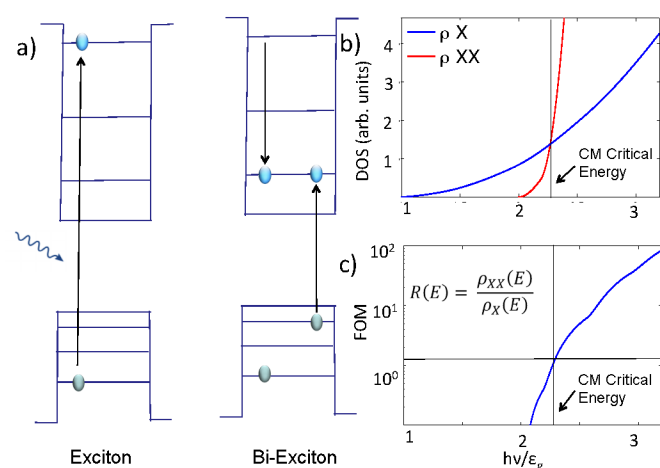 a)
Exciton
Bi-Exciton
b)
ρ X
ρ XX
DOS (arb. units)
4
3
2
1
CM Critical
Energy
1
2
3
c)
R(E) = ρXX(E) / ρX(E)
FOM
10²
10¹
10⁰
CM Critical
Energy
1
2
3
hν/εg